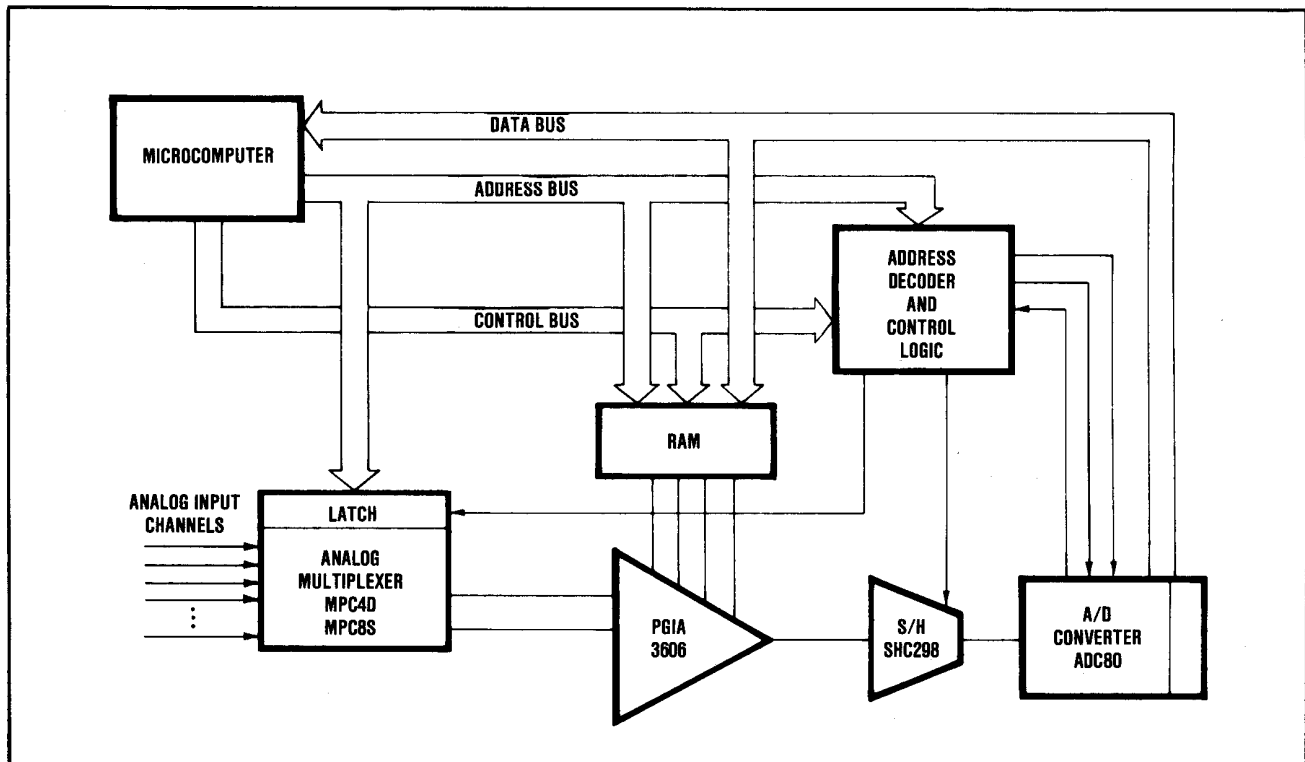 MICROCOMPUTER
DATA BUS
ADDRESS BUS
CONTROL BUS
ADDRESS
DECODER
AND
CONTROL
LOGIC
RAM
ANALOG INPUT
CHANNELS
LATCH
ANALOG
MULTIPLEXER
MPC4D
MPC8S
PGIA
3606
S/H
SHC298
A/D
CONVERTER
ADC80